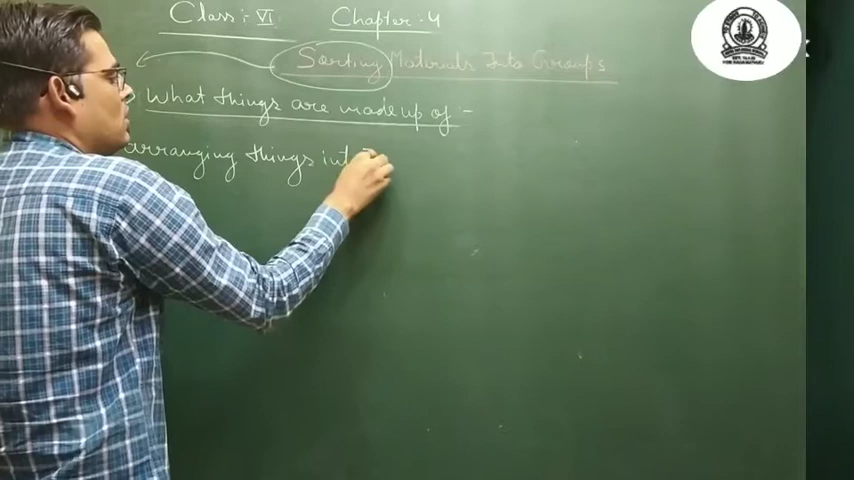 Class:- VI Chapter:- 4
Sorting Materials Into Groups
What things are made up of :-
arranging things int